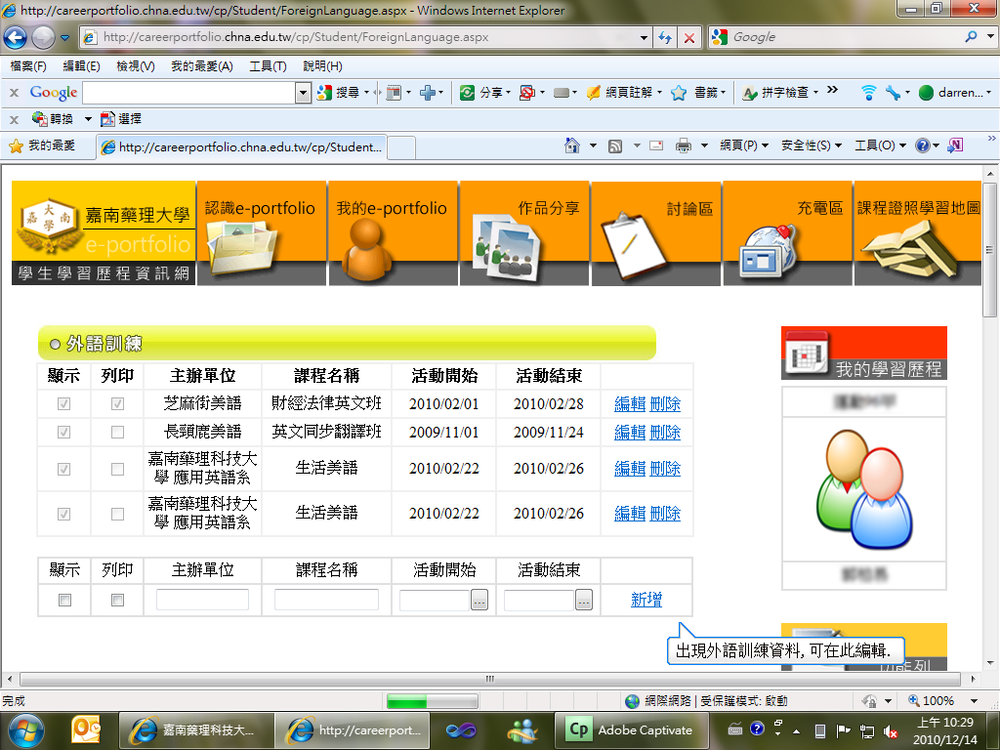 http://careerportfolio.chna.edu.tw/cp/Student/ForeignLanguage.aspx - Windows Internet Explorer
http://careerportfolio.chna.edu.tw/cp/Student/ForeignLanguage.aspx
Google
檔案(F) 編輯(E) 檢視(V) 我的最愛(A) 工具(T) 說明(H)
x Google 搜尋 分享 網頁註解 書籤 拼字檢查 » darren...
x 轉換 選擇
我的最愛 http://careerportfolio.chna.edu.tw/cp/Student... 網頁(P) 安全性(S) 工具(O) »
嘉南藥理大學
e-portfolio
學生學習歷程資訊網
認識e-portfolio 我的e-portfolio 作品分享 討論區 充電區 課程證照學習地圖
外語訓練
顯示 列印 主辦單位 課程名稱 活動開始 活動結束
芝麻街美語 財經法律英文班 2010/02/01 2010/02/28 編輯 刪除
長頸鹿美語 英文同步翻譯班 2009/11/01 2009/11/24 編輯 刪除
嘉南藥理科技大
學 應用英語系 生活美語 2010/02/22 2010/02/26 編輯 刪除
嘉南藥理科技大
學 應用英語系 生活美語 2010/02/22 2010/02/26 編輯 刪除
顯示 列印 主辦單位 課程名稱 活動開始 活動結束
... ... 新增
我的學習歷程
出現外語訓練資料, 可在此編輯.
功能列
完成 網際網路 | 受保護模式: 啟動 100%
嘉南藥理科技大... http://careerport... Cp Adobe Captivate
上午 10:29
2010/12/14